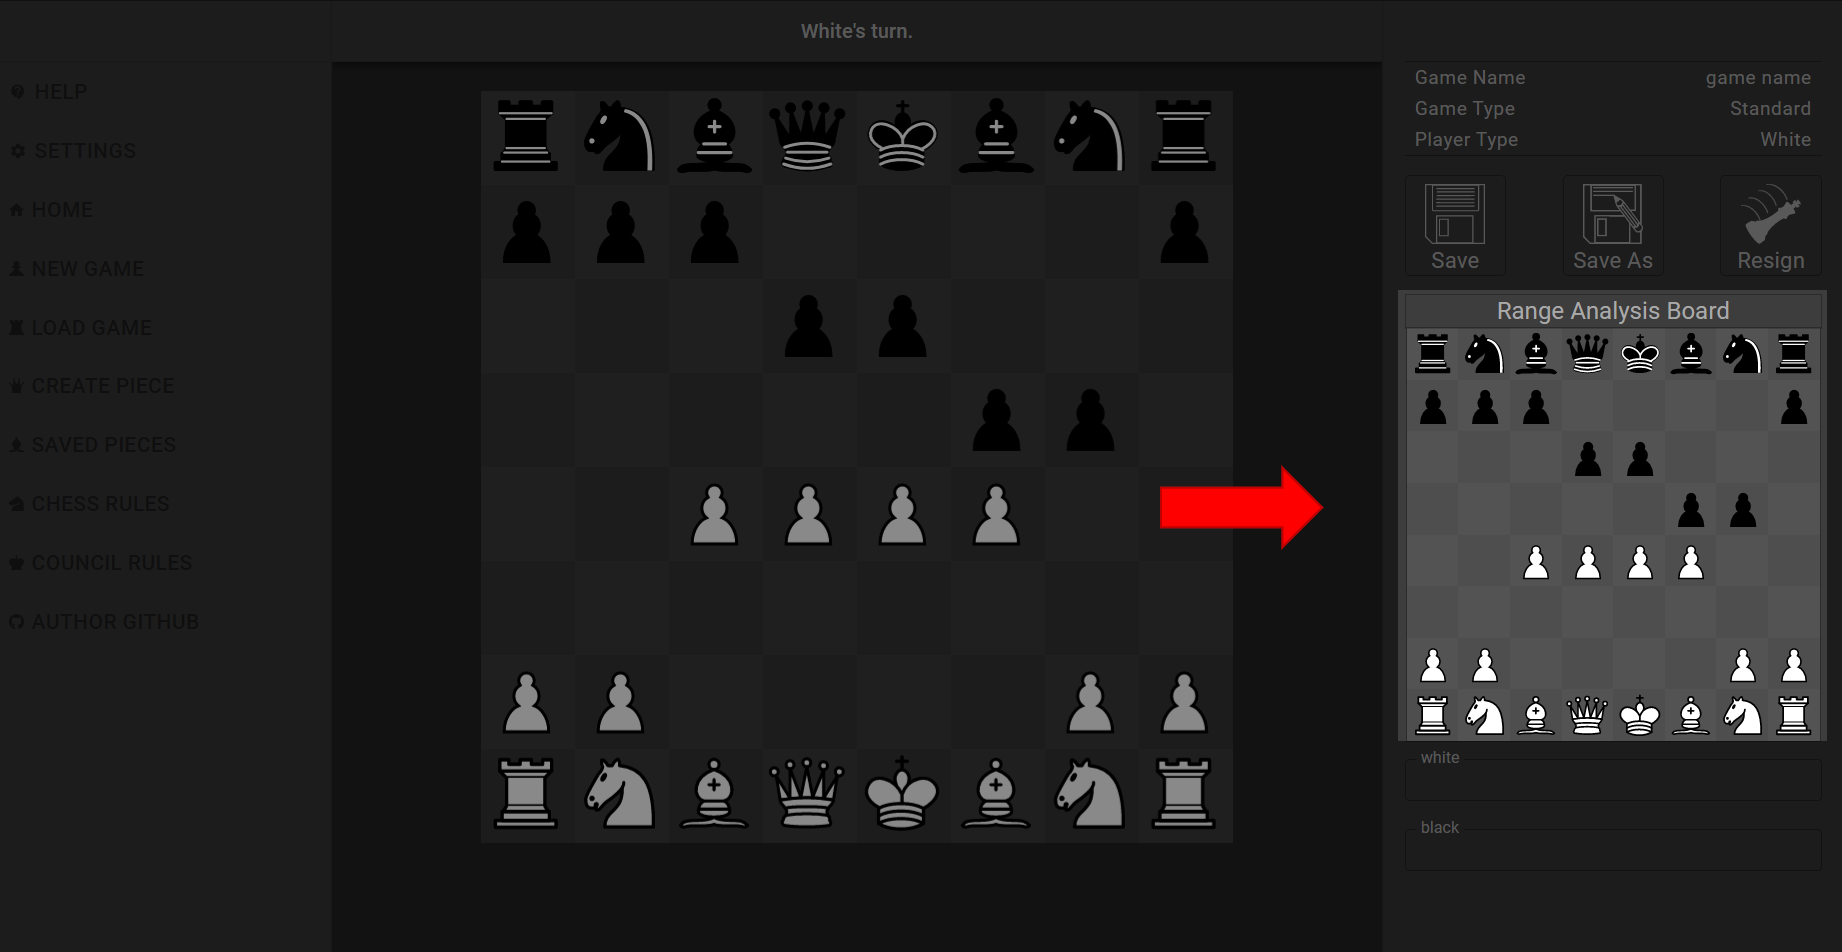 White's turn.
HELP
SETTINGS
HOME
NEW GAME
LOAD GAME
CREATE PIECE
SAVED PIECES
CHESS RULES
COUNCIL RULES
AUTHOR GITHUB
Game Name game name
Game Type Standard
Player Type White
Save Save As Resign
Range Analysis Board
white
black